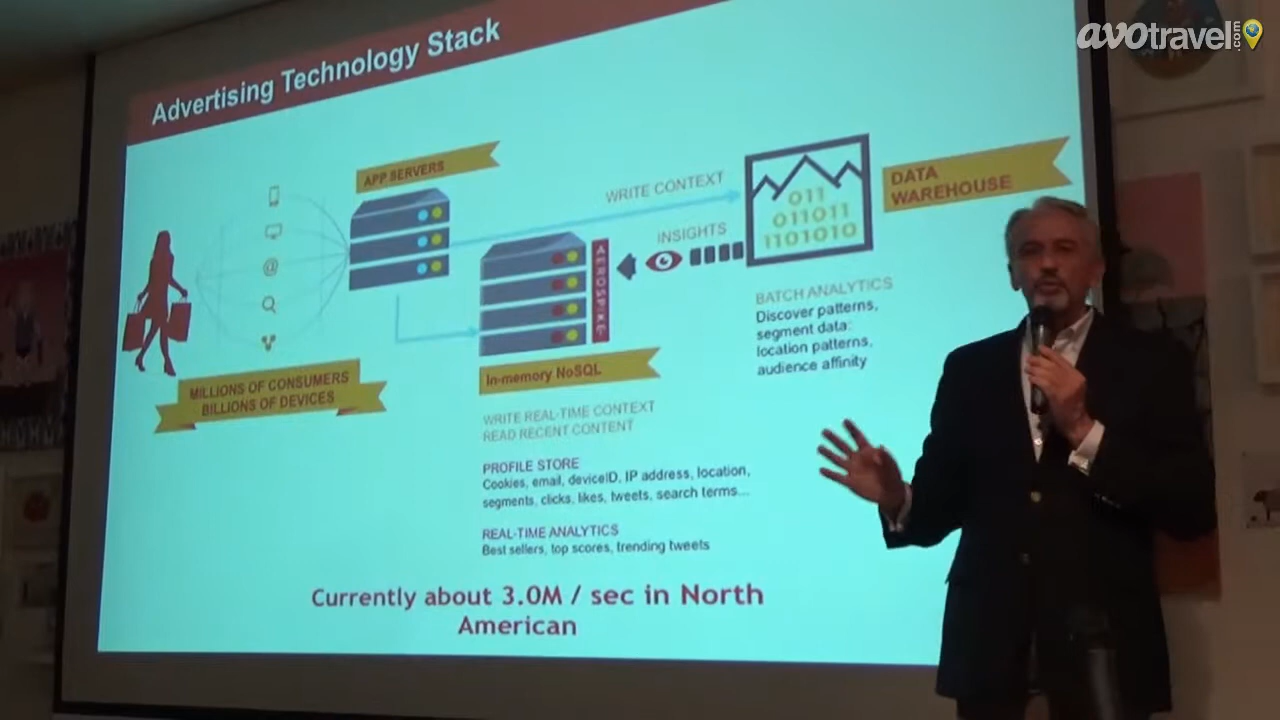 avotravel.com
Advertising Technology Stack
APP SERVERS
WRITE CONTEXT
DATA
WAREHOUSE
INSIGHTS
AEROSPIKE
011
011011
1101010
MILLIONS OF CONSUMERS
BILLIONS OF DEVICES
In-memory NoSQL
BATCH ANALYTICS
Discover patterns,
segment data:
location patterns,
audience affinity
WRITE REAL-TIME CONTEXT
READ RECENT CONTENT
PROFILE STORE
Cookies, email, deviceID, IP address, location,
segments, clicks, likes, tweets, search terms...
REAL-TIME ANALYTICS
Best sellers, top scores, trending tweets
Currently about 3.0M / sec in North
American